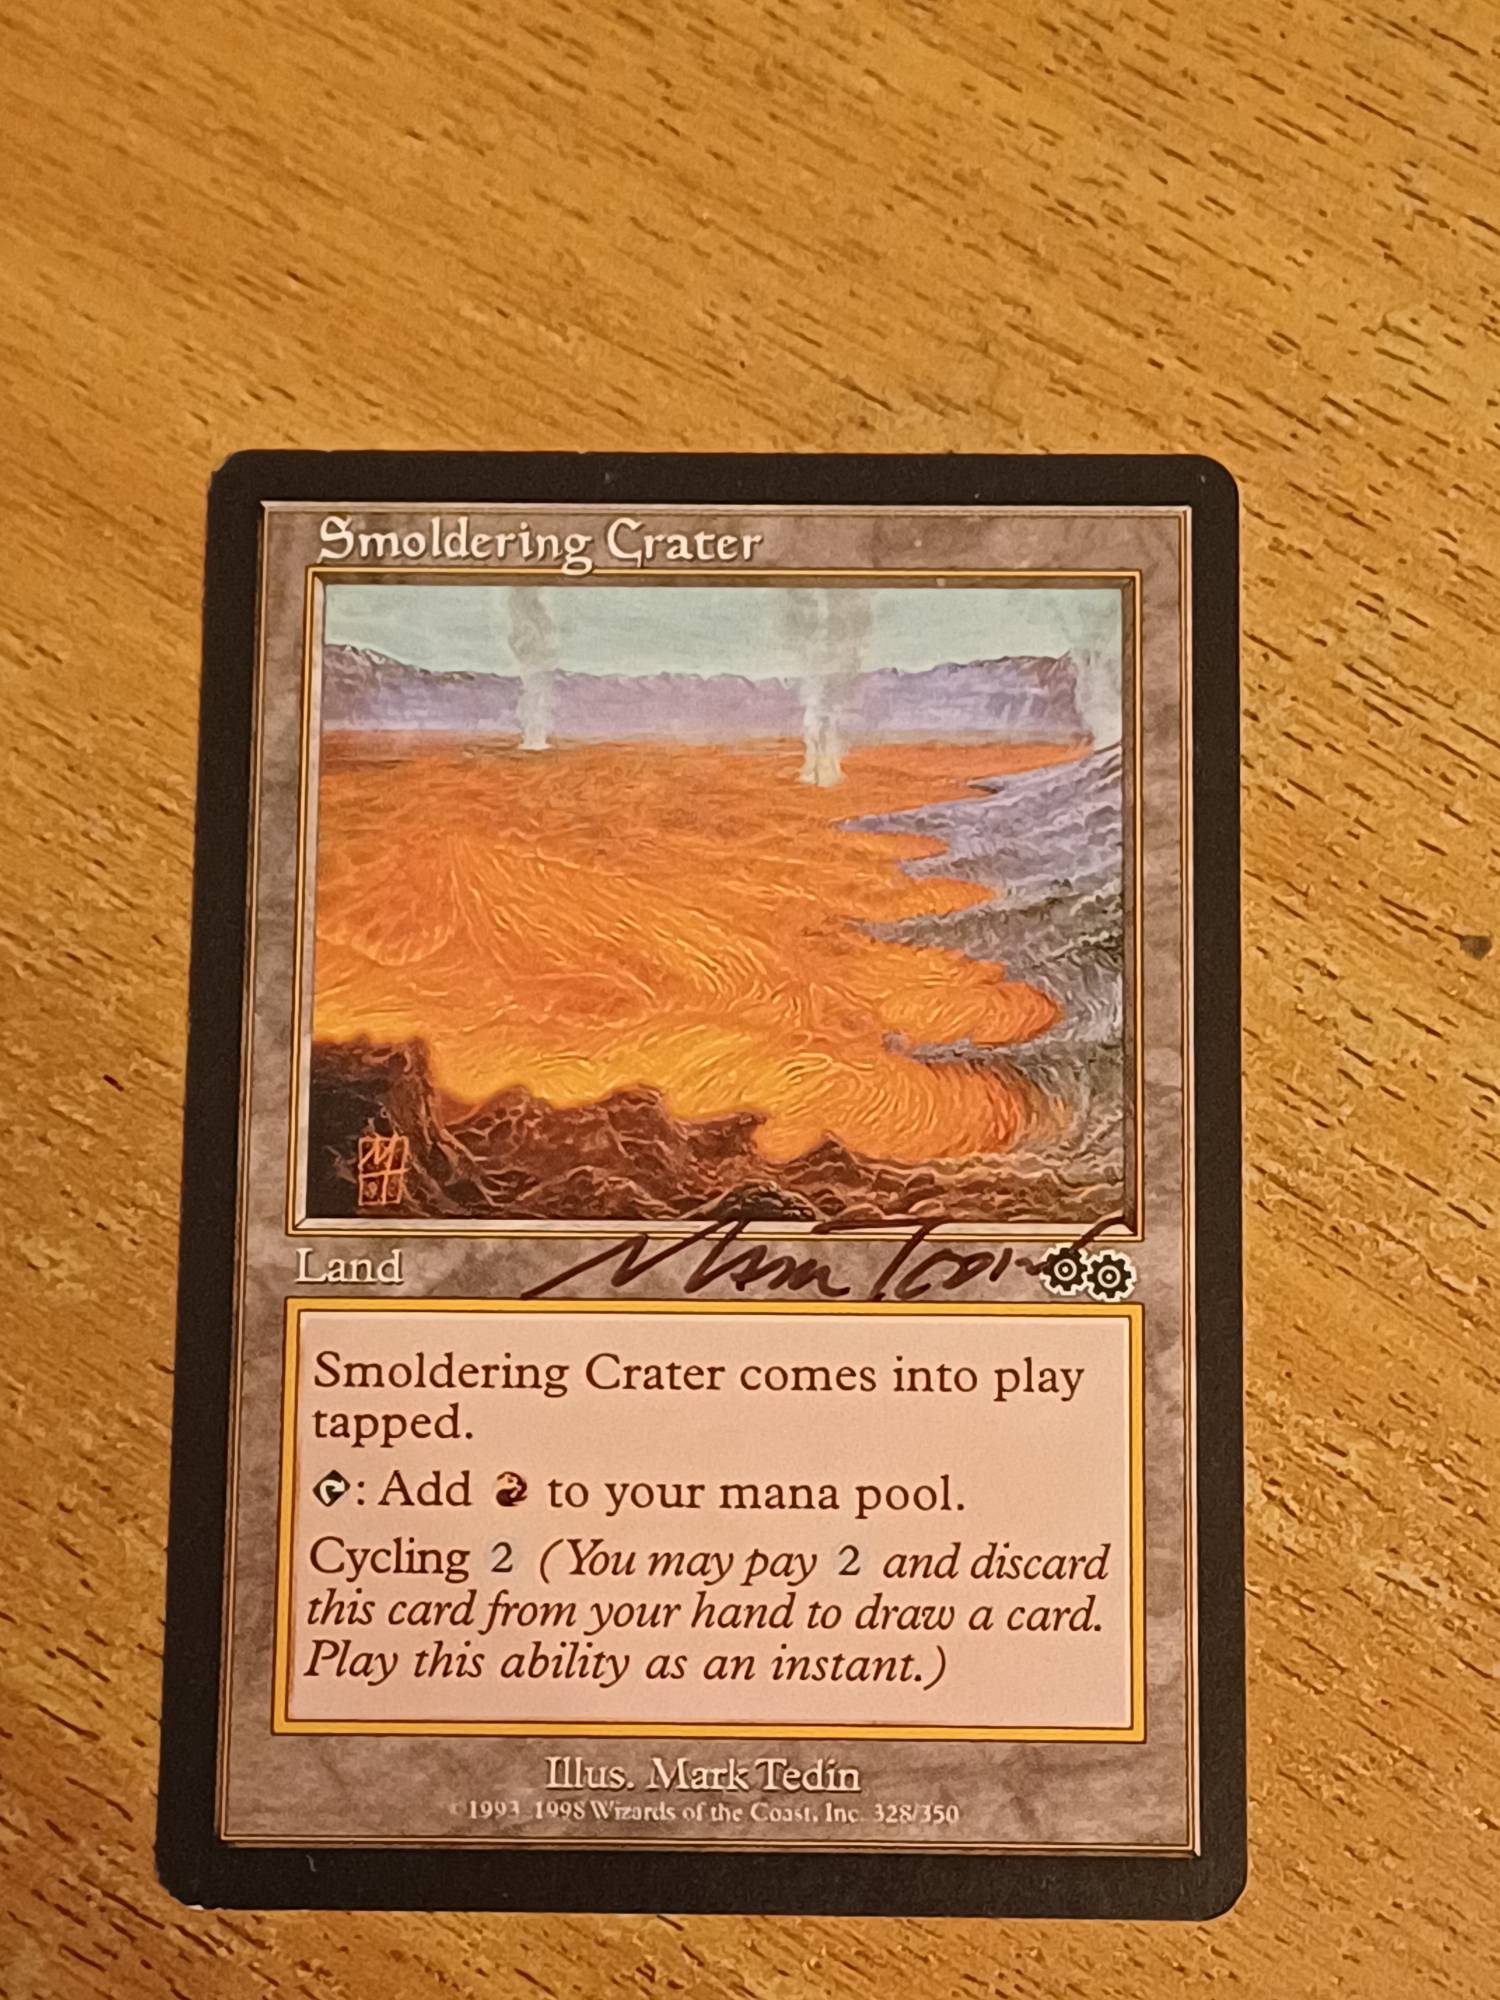 Smoldering Crater
Land Mark Tedin
Smoldering Crater comes into play
tapped.
: Add to your mana pool.
Cycling 2 (You may pay 2 and discard
this card from your hand to draw a card.
Play this ability as an instant.)
Illus. Mark Tedin
©1993-1998 Wizards of the Coast, Inc. 328/350